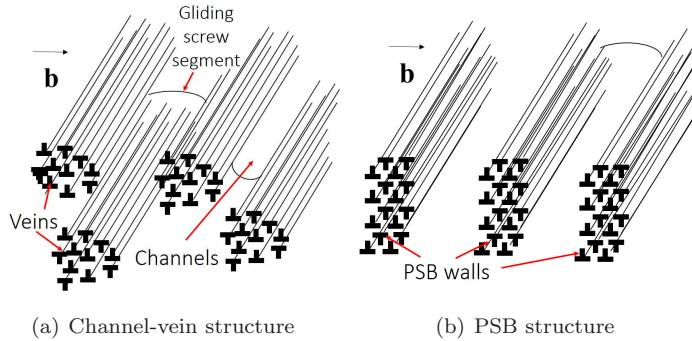 Gliding
screw
segment
b
Veins
Channels
b
PSB walls
(a) Channel-vein structure
(b) PSB structure